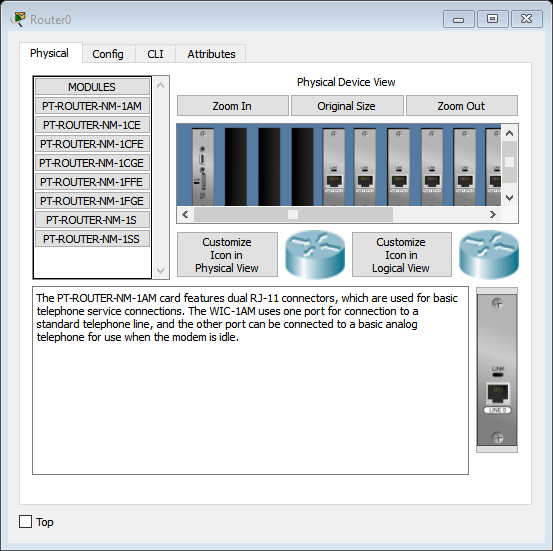 Router0
Physical
Config
CLI
Attributes
MODULES
PT-ROUTER-NM-1AM
PT-ROUTER-NM-1CE
PT-ROUTER-NM-1CFE
PT-ROUTER-NM-1CGE
PT-ROUTER-NM-1FFE
PT-ROUTER-NM-1FGE
PT-ROUTER-NM-1S
PT-ROUTER-NM-1SS
Physical Device View
Zoom In
Original Size
Zoom Out
Customize
Icon in
Physical View
Customize
Icon in
Logical View
The PT-ROUTER-NM-1AM card features dual RJ-11 connectors, which are used for basic
telephone service connections. The WIC-1AM uses one port for connection to a
standard telephone line, and the other port can be connected to a basic analog
telephone for use when the modem is idle.
LINK
LINE 0
Top